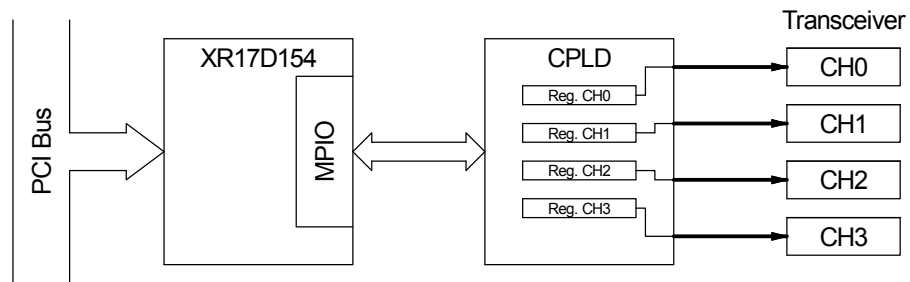 Transceiver
XR17D154
CPLD
CH0
Reg. CH0
CH1
Reg. CH1
PCI Bus
MPIO
Reg. CH2
CH2
Reg. CH3
CH3